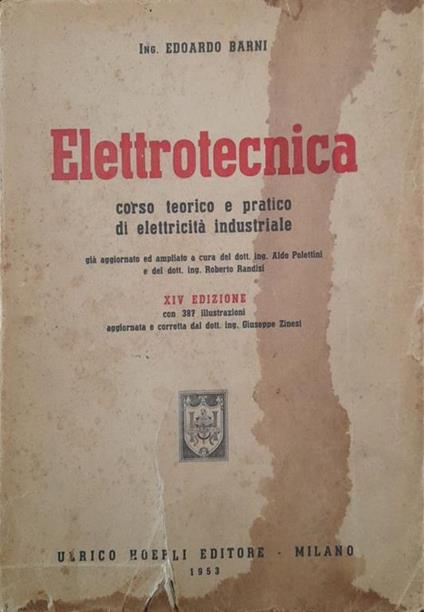 Ing. EDOARDO BARNI
Elettrotecnica
corso teorico e pratico
di elettricità industriale
già aggiornato ed ampliato a cura del dott. ing. Aldo Polettini
e del dott. ing. Roberto Randisi
XIV EDIZIONE
con 387 illustrazioni
aggiornata e corretta dal dott. ing. Giuseppe Zinesi
ULRICO HOEPLI EDITORE - MILANO
1953